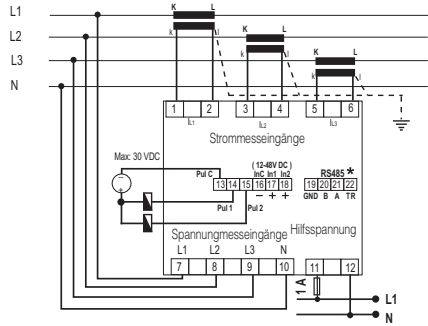 L1
K L
L2
k l K L
L3
k l K L
N
k l
1 2 3 4 5 6
IL1 IL2 IL3
Strommesseingänge
Max: 30 VDC
Pul C
( 12-48V DC )
InC In1 In2
RS485 *
13 14 15 16 17 18 19 20 21 22
Pul 1 Pul 2 − + + GND B A TR
Spannungmesseingänge Hilfsspannung
L1 L2 L3 N
7 8 9 10 11 12
1 A
L1
N